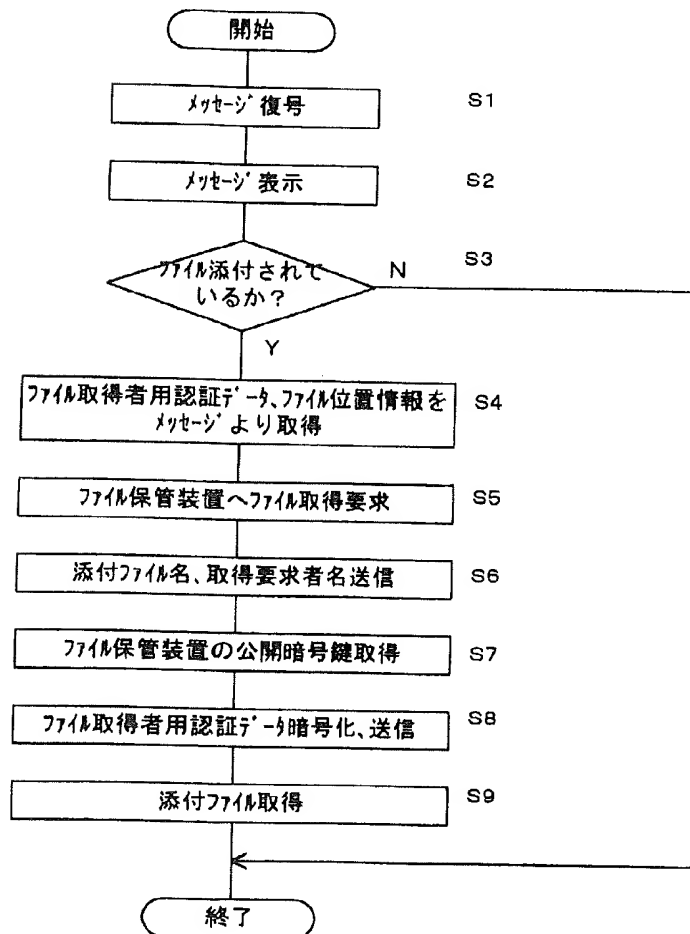 開始
ﾒｯｾｰｼﾞ復号
S1
ﾒｯｾｰｼﾞ表示
S2
ﾌｧｲﾙ添付されて
いるか？
N
S3
Y
ﾌｧｲﾙ取得者用認証ﾃﾞｰﾀ、ﾌｧｲﾙ位置情報を
ﾒｯｾｰｼﾞより取得
S4
ﾌｧｲﾙ保管装置へﾌｧｲﾙ取得要求
S5
添付ﾌｧｲﾙ名、取得要求者名送信
S6
ﾌｧｲﾙ保管装置の公開暗号鍵取得
S7
ﾌｧｲﾙ取得者用認証ﾃﾞｰﾀ暗号化、送信
S8
添付ﾌｧｲﾙ取得
S9
終了